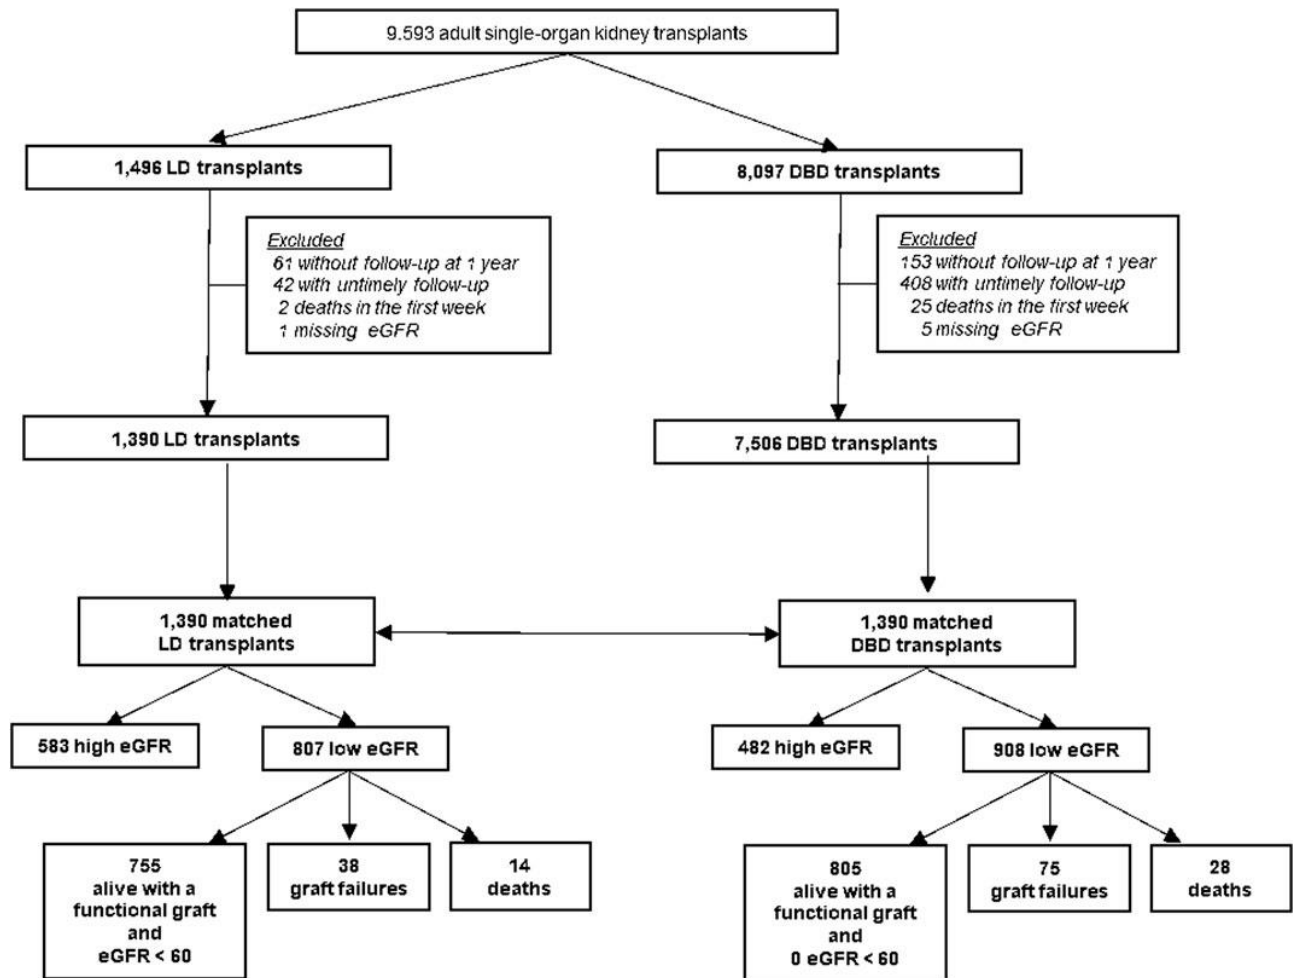 9.593 adult single-organ kidney transplants
1,496 LD transplants
8,097 DBD transplants
Excluded
61 without follow-up at 1 year
42 with untimely follow-up
2 deaths in the first week
1 missing eGFR
Excluded
153 without follow-up at 1 year
408 with untimely follow-up
25 deaths in the first week
5 missing eGFR
1,390 LD transplants
7,506 DBD transplants
1,390 matched
LD transplants
1,390 matched
DBD transplants
583 high eGFR
807 low eGFR
482 high eGFR
908 low eGFR
755
alive with a
functional graft
and
eGFR < 60
38
graft failures
14
deaths
805
alive with a
functional graft
and
0 eGFR < 60
75
graft failures
28
deaths